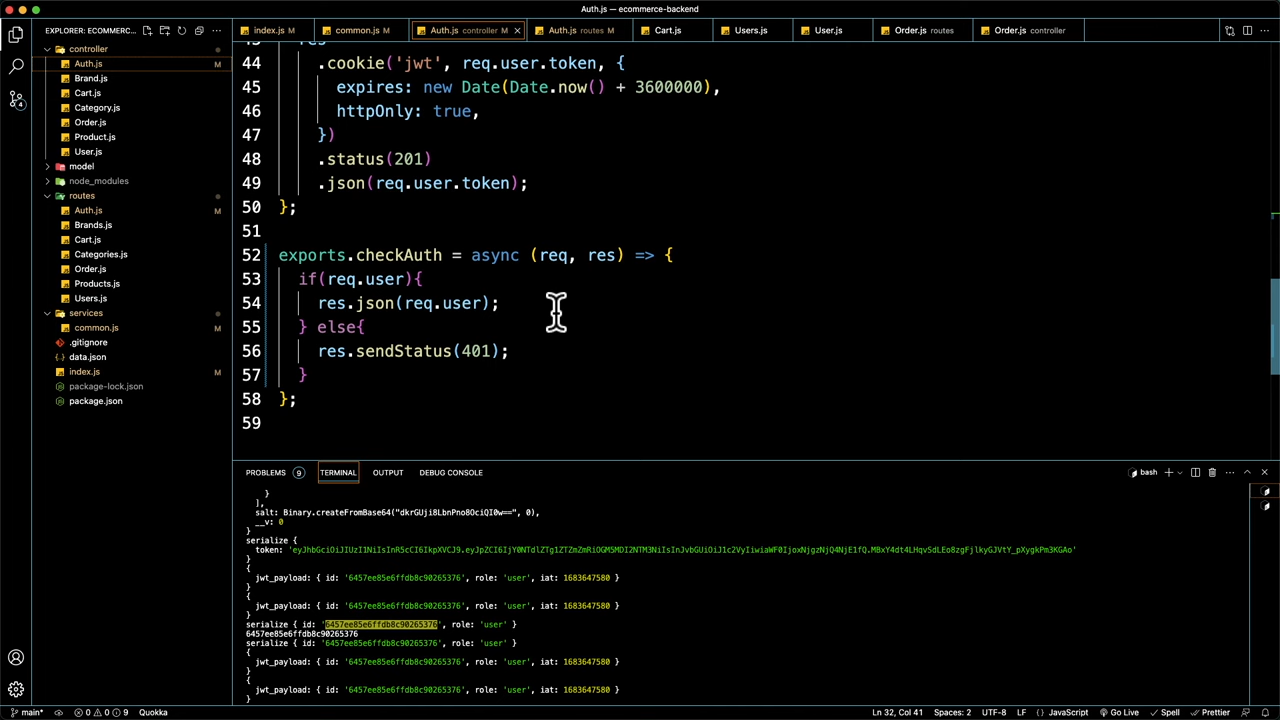 Auth.js — ecommerce-backend
EXPLORER: ECOMMERC...
index.js M
common.js M
Auth.js controller M
Auth.js routes M
Cart.js
Users.js
User.js
Order.js routes
Order.js controller
controller
Auth.js M
Brand.js
Cart.js
Category.js
Order.js
Product.js
User.js
model
node_modules
routes
Auth.js M
Brands.js
Cart.js
Categories.js
Order.js
Products.js
Users.js
services
common.js M
.gitignore
data.json
index.js M
package-lock.json
package.json
43 res
44 .cookie('jwt', req.user.token, {
45 expires: new Date(Date.now() + 3600000),
46 httpOnly: true,
47 })
48 .status(201)
49 .json(req.user.token);
50 };
51
52 exports.checkAuth = async (req, res) => {
53 if(req.user){
54 res.json(req.user);
55 } else{
56 res.sendStatus(401);
57 }
58 };
59
PROBLEMS 9 TERMINAL OUTPUT DEBUG CONSOLE
bash
}
],
salt: Binary.createFromBase64("dkrGUji8LbnPno8OciQI0w==", 0),
__v: 0
}
serialize {
{
jwt_payload: { id: '6457ee85e6ffdb8c90265376', role: 'user', iat: 1683647580 }
}
{
jwt_payload: { id: '6457ee85e6ffdb8c90265376', role: 'user', iat: 1683647580 }
}
serialize { id: '6457ee85e6ffdb8c90265376', role: 'user' }
6457ee85e6ffdb8c90265376
serialize { id: '6457ee85e6ffdb8c90265376', role: 'user' }
{
jwt_payload: { id: '6457ee85e6ffdb8c90265376', role: 'user', iat: 1683647580 }
}
{
jwt_payload: { id: '6457ee85e6ffdb8c90265376', role: 'user', iat: 1683647580 }
}
4
main* 0 0 9 Quokka
Ln 32, Col 41 Spaces: 2 UTF-8 LF {} JavaScript Go Live Spell Prettier